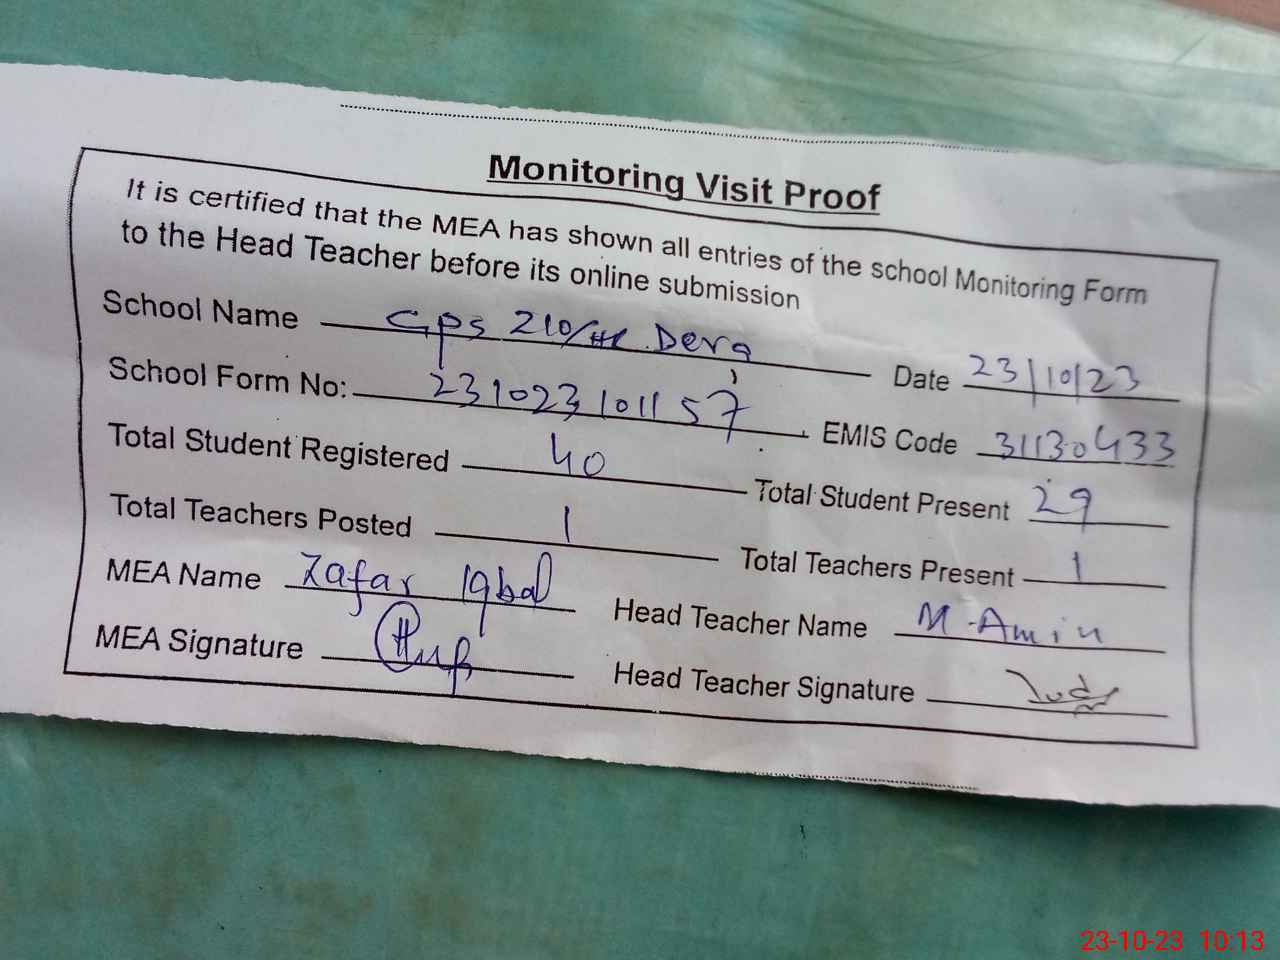 Monitoring Visit Proof
It is certified that the MEA has shown all entries of the school Monitoring Form
to the Head Teacher before its online submission
School Name Gps 210/HL Dera Date 23/10/23
School Form No: 231023101157 EMIS Code 31130433
Total Student Registered 40 Total Student Present 29
Total Teachers Posted 1 Total Teachers Present 1
MEA Name Zafar Iqbal Head Teacher Name M. Amin
MEA Signature Head Teacher Signature
23-10-23 10:13